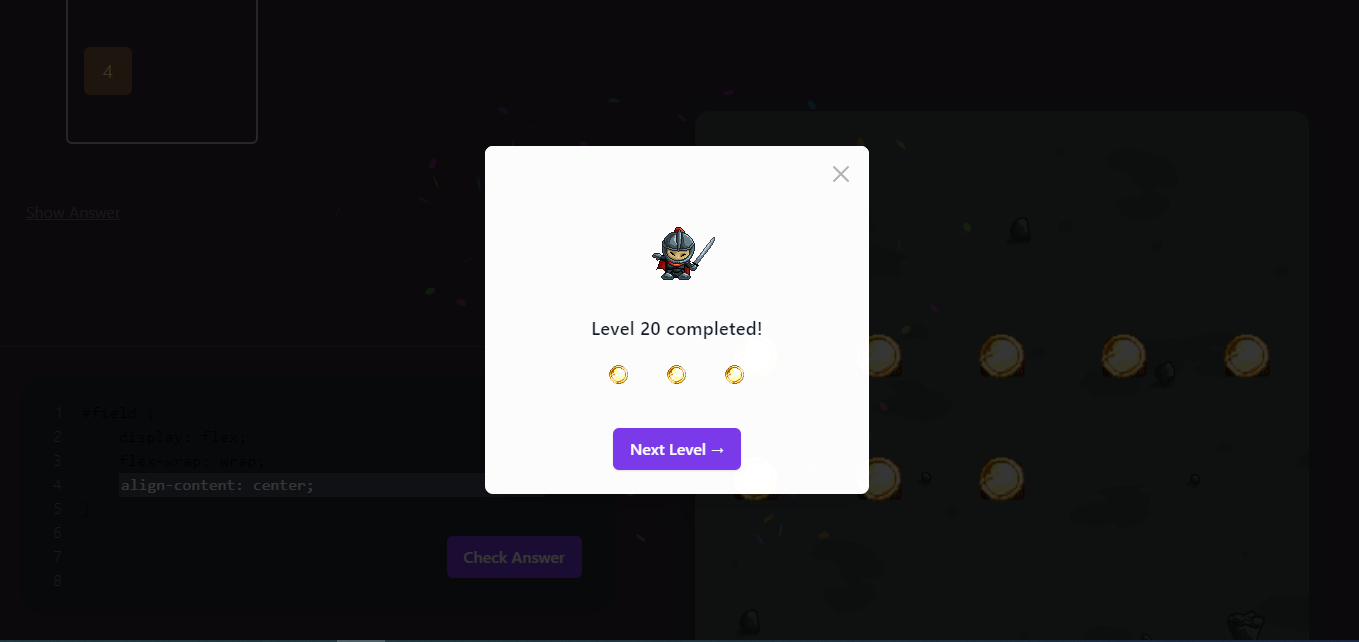 4
Show Answer
Level 20 completed!
Next Level →
1 #field {
2 display: flex;
3 flex-wrap: wrap;
4 align-content: center;
5 }
6
7
8
Check Answer